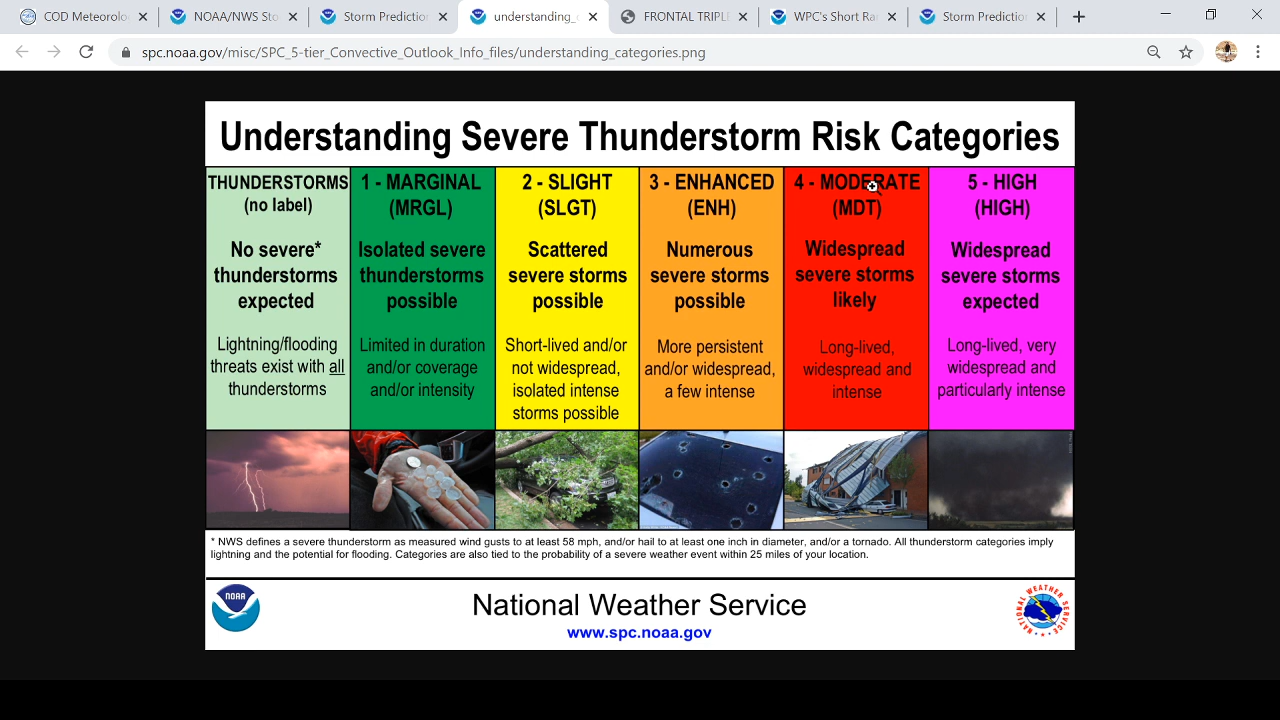 COD Meteorolo
NOAA/NWS Sto
Storm Prediction
understanding_
FRONTAL TRIPLE
WPC's Short Ra
Storm Predictio
spc.noaa.gov/misc/SPC_5-tier_Convective_Outlook_Info_files/understanding_categories.png
Understanding Severe Thunderstorm Risk Categories
THUNDERSTORMS
(no label)
No severe*
thunderstorms
expected
Lightning/flooding
threats exist with all
thunderstorms
1 - MARGINAL
(MRGL)
Isolated severe
thunderstorms
possible
Limited in duration
and/or coverage
and/or intensity
2 - SLIGHT
(SLGT)
Scattered
severe storms
possible
Short-lived and/or
not widespread,
isolated intense
storms possible
3 - ENHANCED
(ENH)
Numerous
severe storms
possible
More persistent
and/or widespread,
a few intense
4 - MODERATE
(MDT)
Widespread
severe storms
likely
Long-lived,
widespread and
intense
5 - HIGH
(HIGH)
Widespread
severe storms
expected
Long-lived, very
widespread and
particularly intense
* NWS defines a severe thunderstorm as measured wind gusts to at least 58 mph, and/or hail to at least one inch in diameter, and/or a tornado. All thunderstorm categories imply
lightning and the potential for flooding. Categories are also tied to the probability of a severe weather event within 25 miles of your location.
NOAA
National Weather Service
www.spc.noaa.gov
NATIONAL WEATHER SERVICE